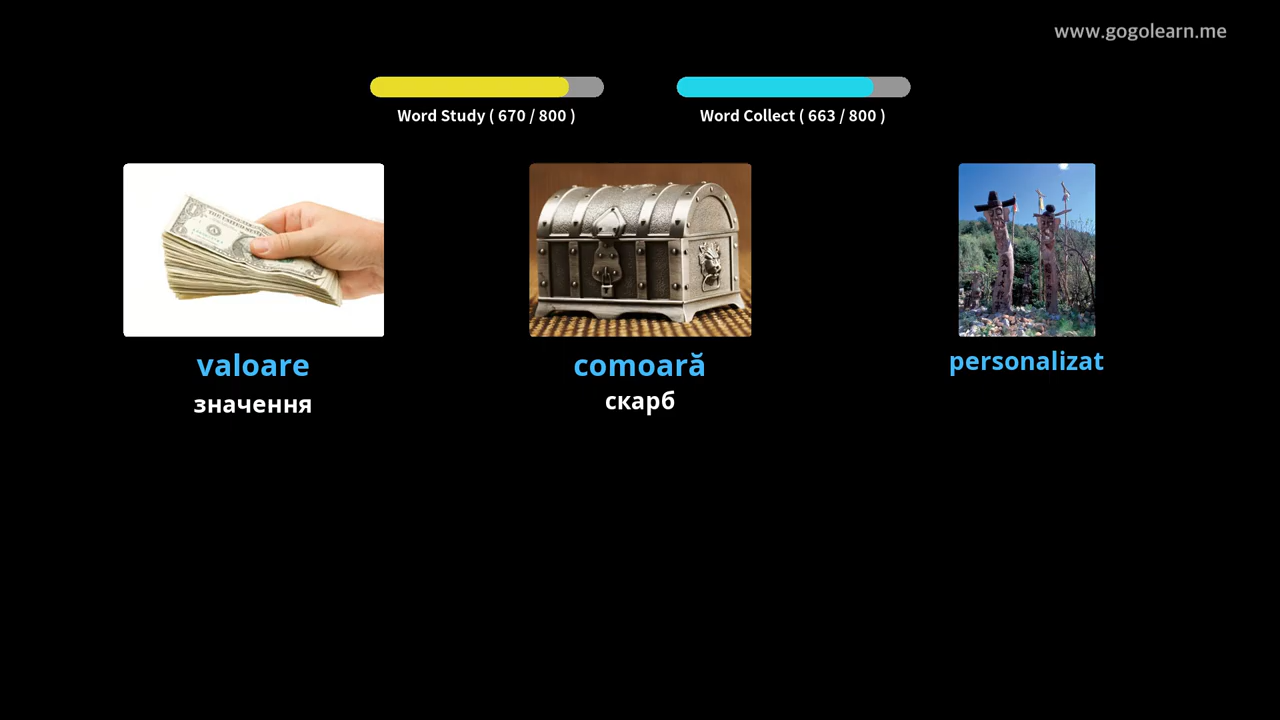 www.gogolearn.me
Word Study ( 670 / 800 )
Word Collect ( 663 / 800 )
valoare
comoară
personalizat
значення
скарб